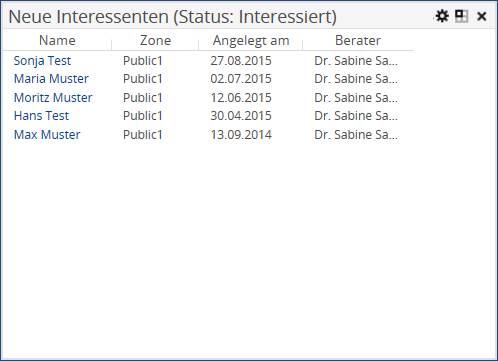 Neue Interessenten (Status: Interessiert)
Name Zone Angelegt am Berater
Sonja Test Public1 27.08.2015 Dr. Sabine Sa...
Maria Muster Public1 02.07.2015 Dr. Sabine Sa...
Moritz Muster Public1 12.06.2015 Dr. Sabine Sa...
Hans Test Public1 30.04.2015 Dr. Sabine Sa...
Max Muster Public1 13.09.2014 Dr. Sabine Sa...